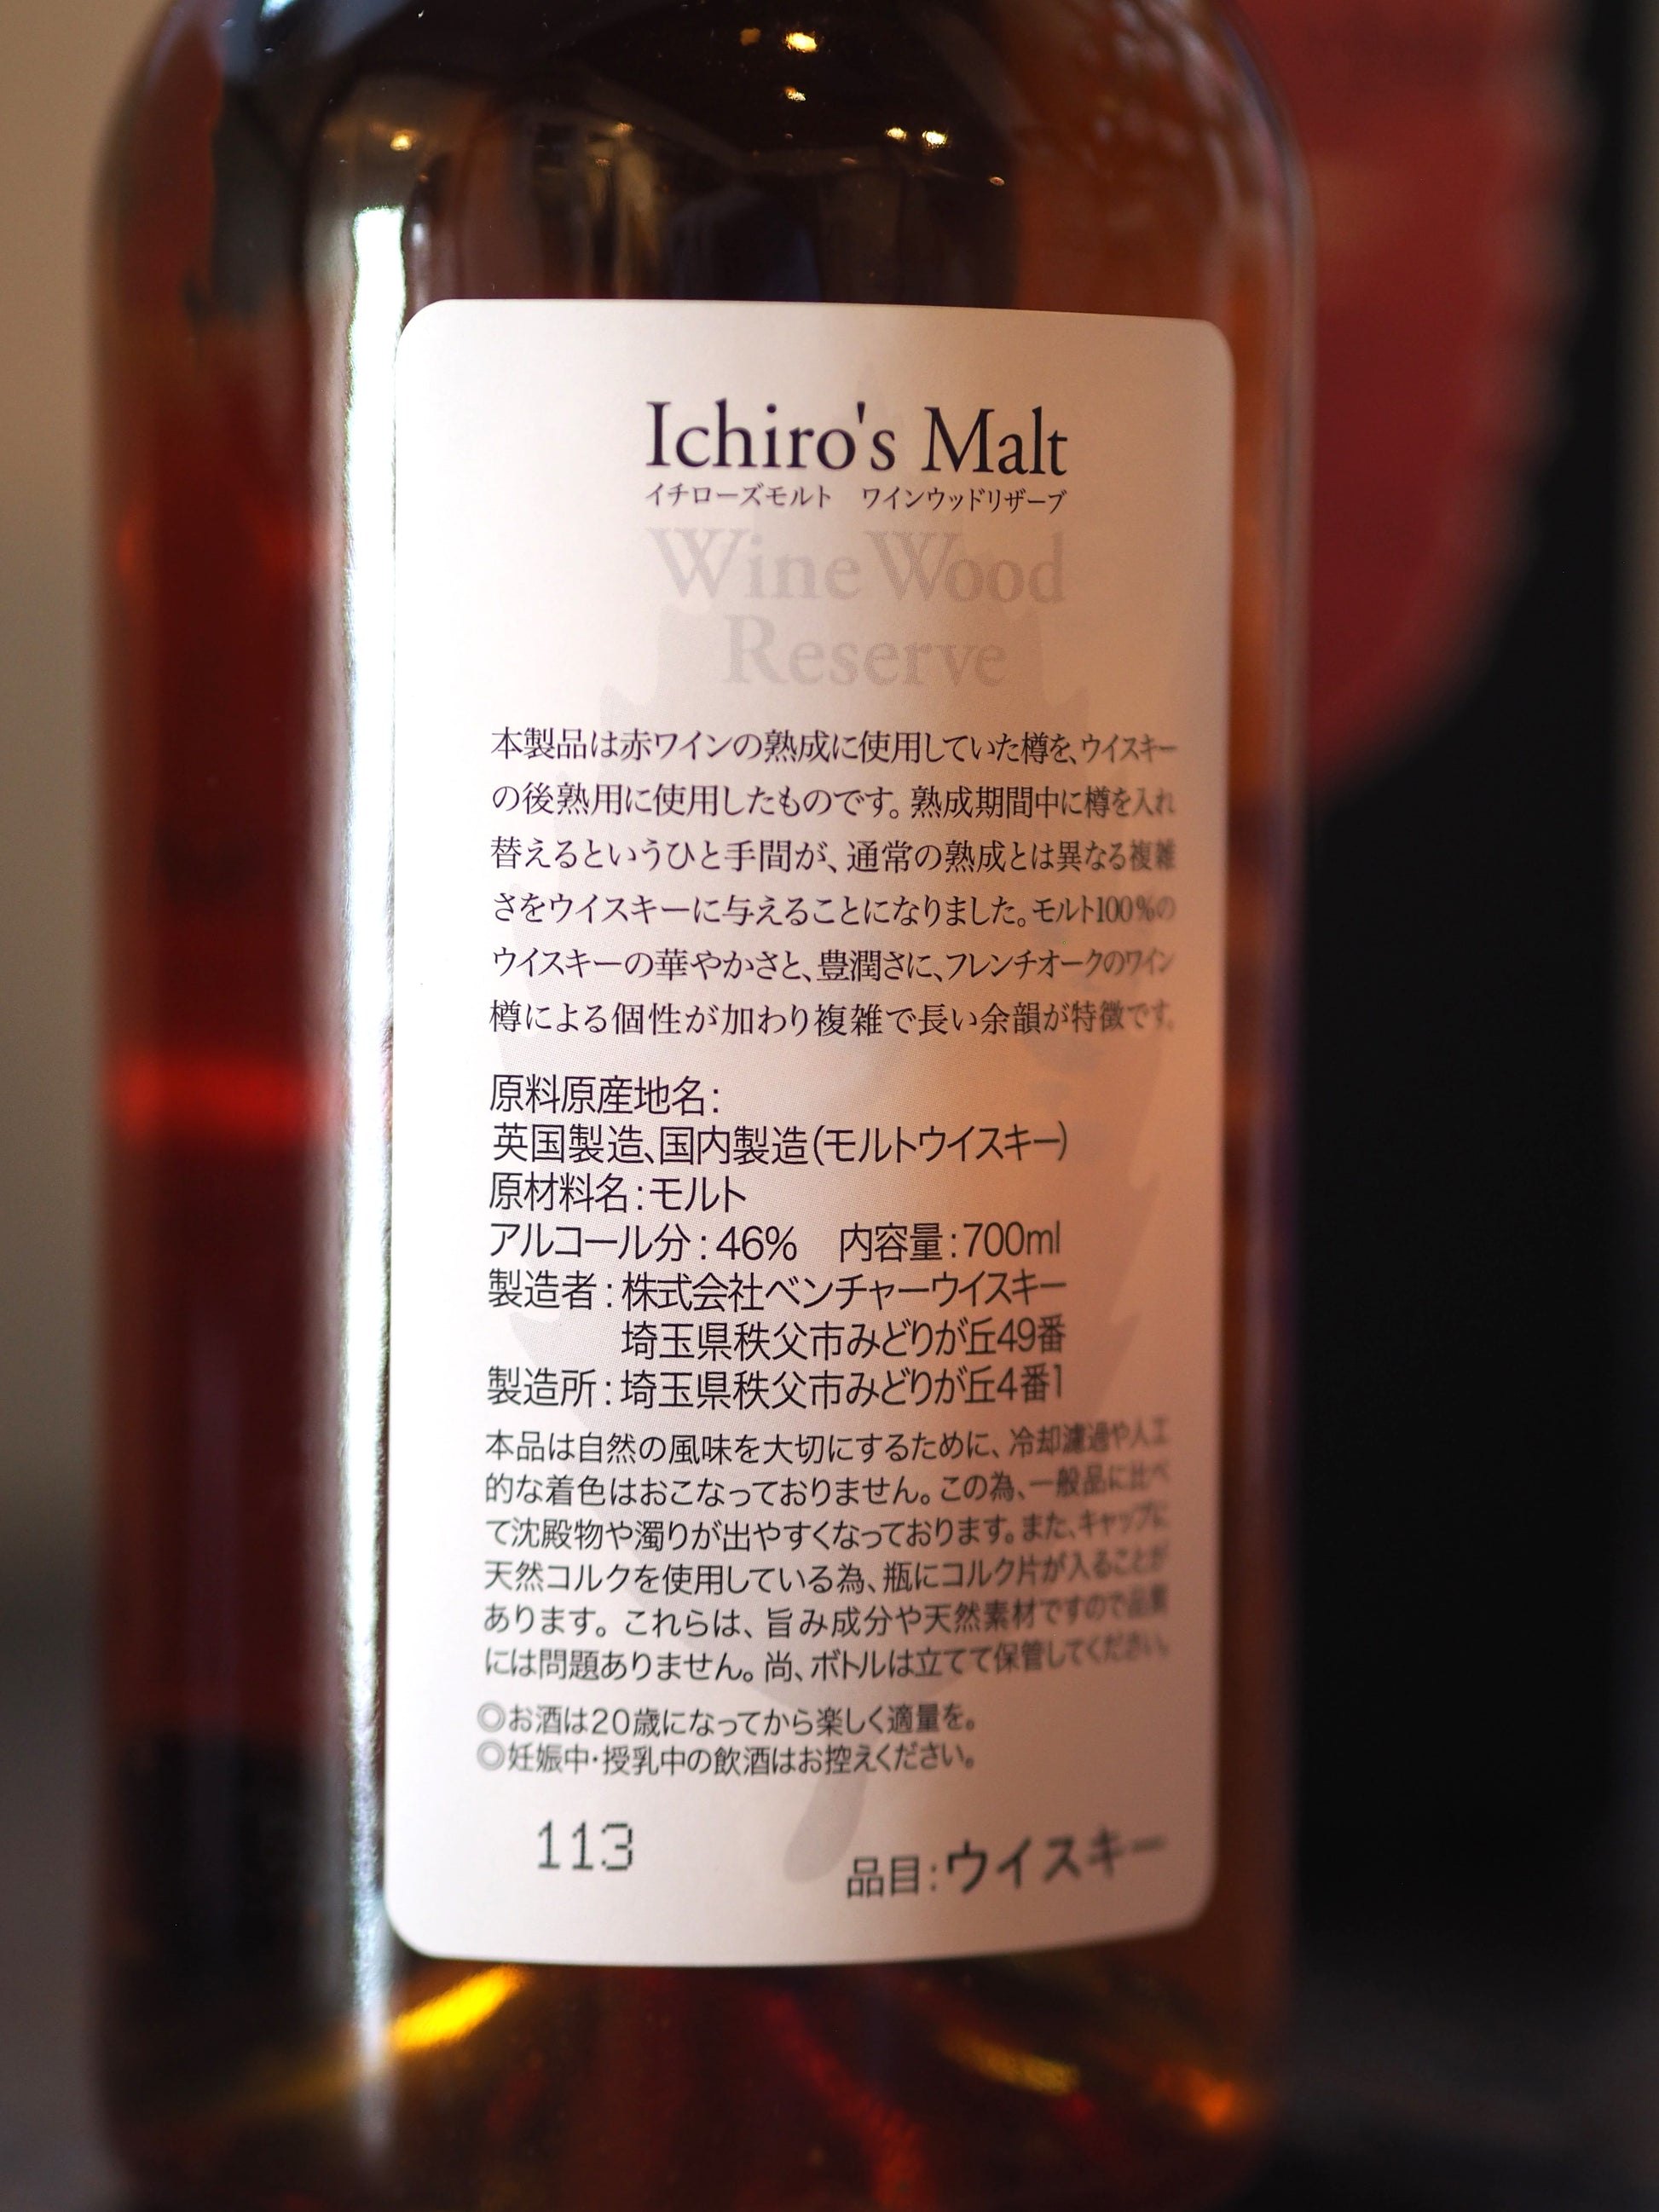 Ichiro's Malt
イチローズモルト　ワインウッドリザーブ
Wine Wood
Reserve
本製品は赤ワインの熟成に使用していた樽を、ウイスキー
の後熟用に使用したものです。熟成期間中に樽を入れ
替えるというひと手間が、通常の熟成とは異なる複雑
さをウイスキーに与えることになりました。モルト100%の
ウイスキーの華やかさと、豊潤さに、フレンチオークのワイン
樽による個性が加わり複雑で長い余韻が特徴です。
原料原産地名:
英国製造、国内製造(モルトウイスキー)
原材料名:モルト
アルコール分:46%　内容量:700ml
製造者:株式会社ベンチャーウイスキー
埼玉県秩父市みどりが丘49番
製造所:埼玉県秩父市みどりが丘4番1
本品は自然の風味を大切にするために、冷却濾過や人工
的な着色はおこなっておりません。この為、一般品に比べ
て沈殿物や濁りが出やすくなっております。また、キャップに
天然コルクを使用している為、瓶にコルク片が入ることが
あります。これらは、旨み成分や天然素材ですので品質
には問題ありません。尚、ボトルは立てて保管してください。
◎お酒は20歳になってから楽しく適量を。
◎妊娠中・授乳中の飲酒はお控えください。
113
品目:ウイスキー